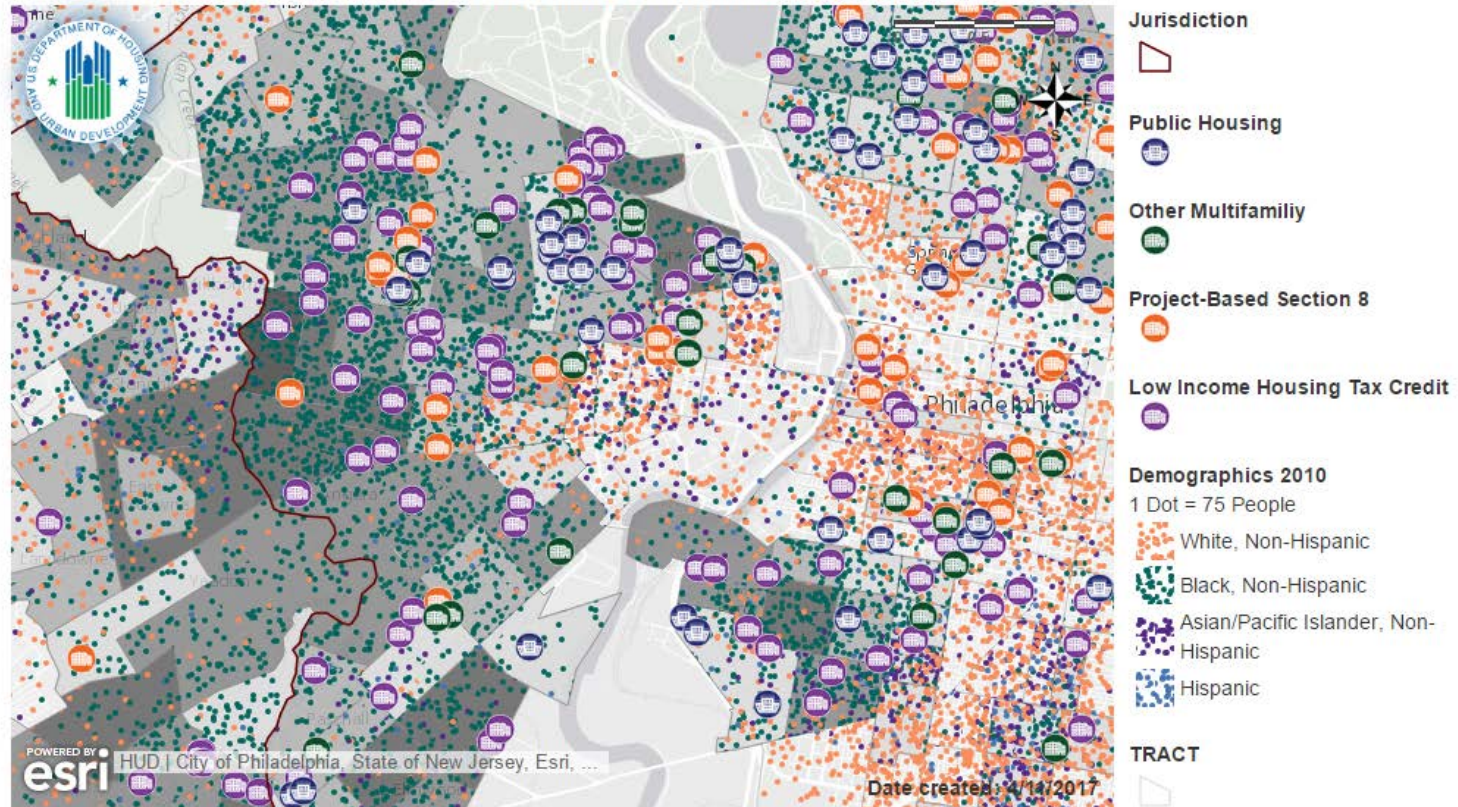 me
U.S. DEPARTMENT OF HOUSING
AND URBAN DEVELOPMENT
N
S
Philadelphia
POWERED BY
esri
HUD | City of Philadelphia, State of New Jersey, Esri, ...
Date created: 4/11/2017
Jurisdiction
Public Housing
Other Multifamiliy
Project-Based Section 8
Low Income Housing Tax Credit
Demographics 2010
1 Dot = 75 People
White, Non-Hispanic
Black, Non-Hispanic
Asian/Pacific Islander, Non-
Hispanic
Hispanic
TRACT